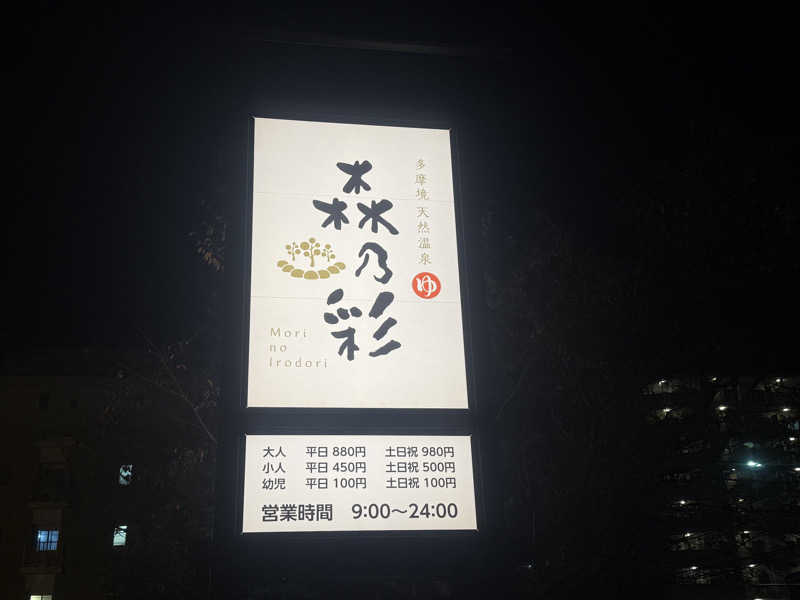 多摩境 天然温泉
ゆ
森乃彩
Mori
no
Irodori
大人 平日 880円 土日祝 980円
小人 平日 450円 土日祝 500円
幼児 平日 100円 土日祝 100円
営業時間 9:00〜24:00